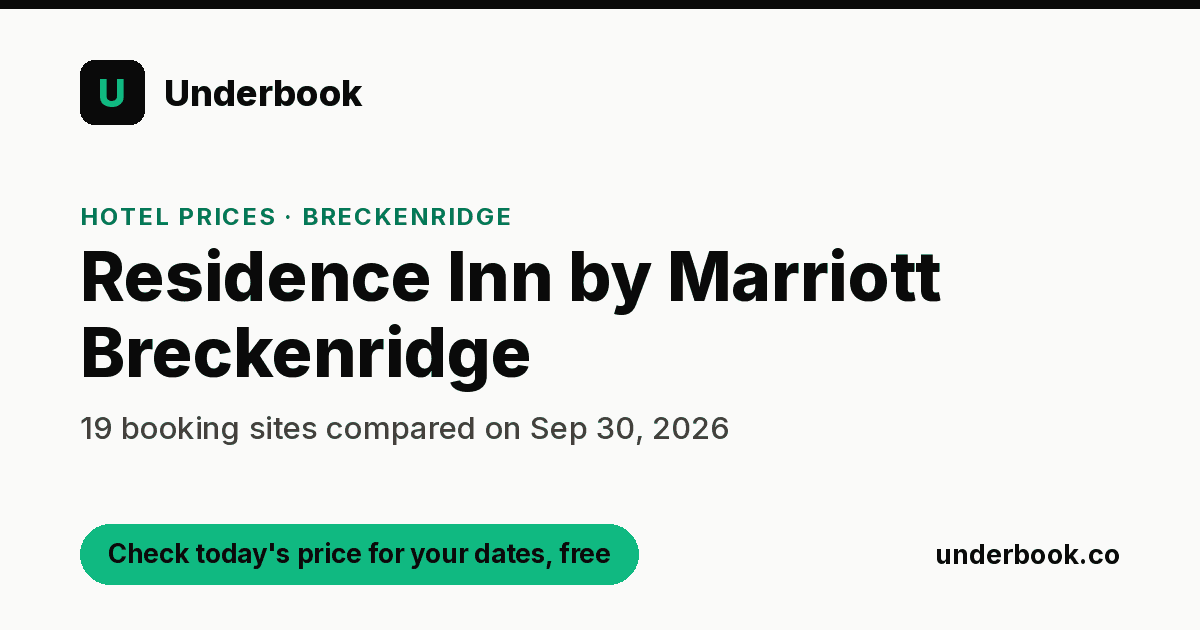 U Underbook
HOTEL PRICES · BRECKENRIDGE
Residence Inn by Marriott
Breckenridge
19 booking sites compared on Sep 30, 2026
Check today's price for your dates, free
underbook.co